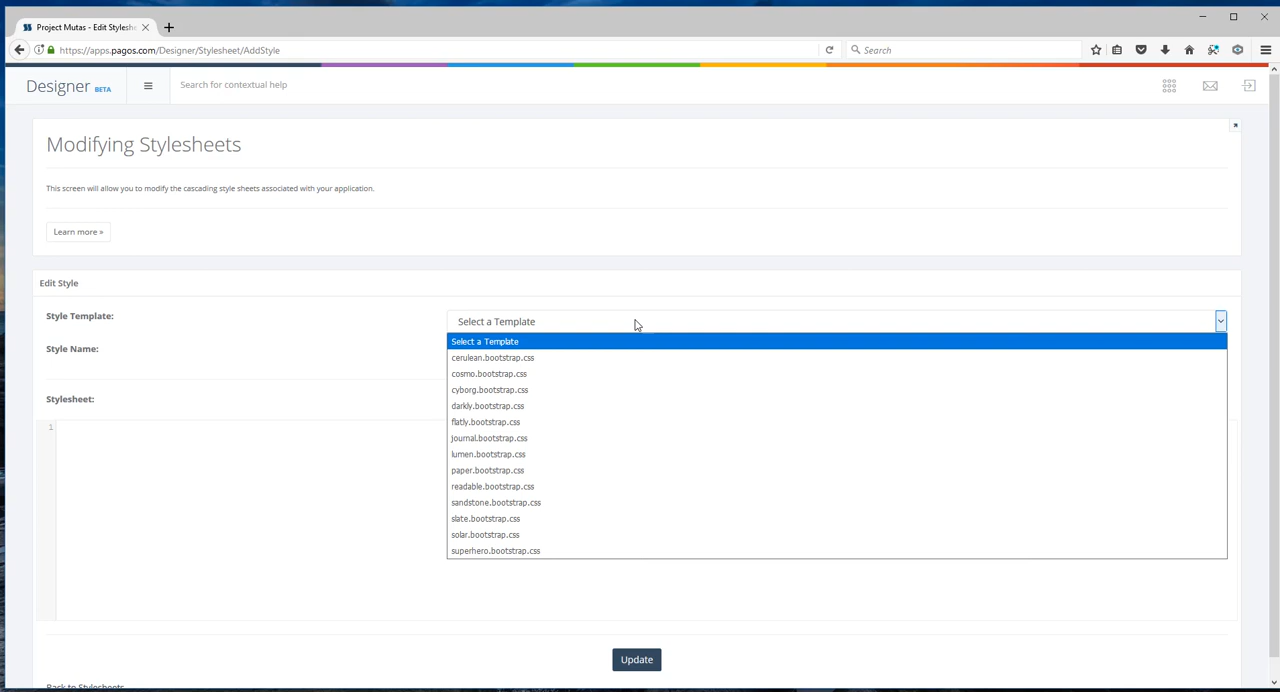 Project Mutas - Edit Stylesh
https://apps.pagos.com/Designer/Stylesheet/AddStyle
Search
Designer BETA
Search for contextual help
Modifying Stylesheets
This screen will allow you to modify the cascading style sheets associated with your application.
Learn more »
Edit Style
Style Template:
Select a Template
Select a Template
Style Name:
cerulean.bootstrap.css
cosmo.bootstrap.css
cyborg.bootstrap.css
Stylesheet:
darkly.bootstrap.css
flatly.bootstrap.css
1
journal.bootstrap.css
lumen.bootstrap.css
paper.bootstrap.css
readable.bootstrap.css
sandstone.bootstrap.css
slate.bootstrap.css
solar.bootstrap.css
superhero.bootstrap.css
Update
Back to Stylesheets